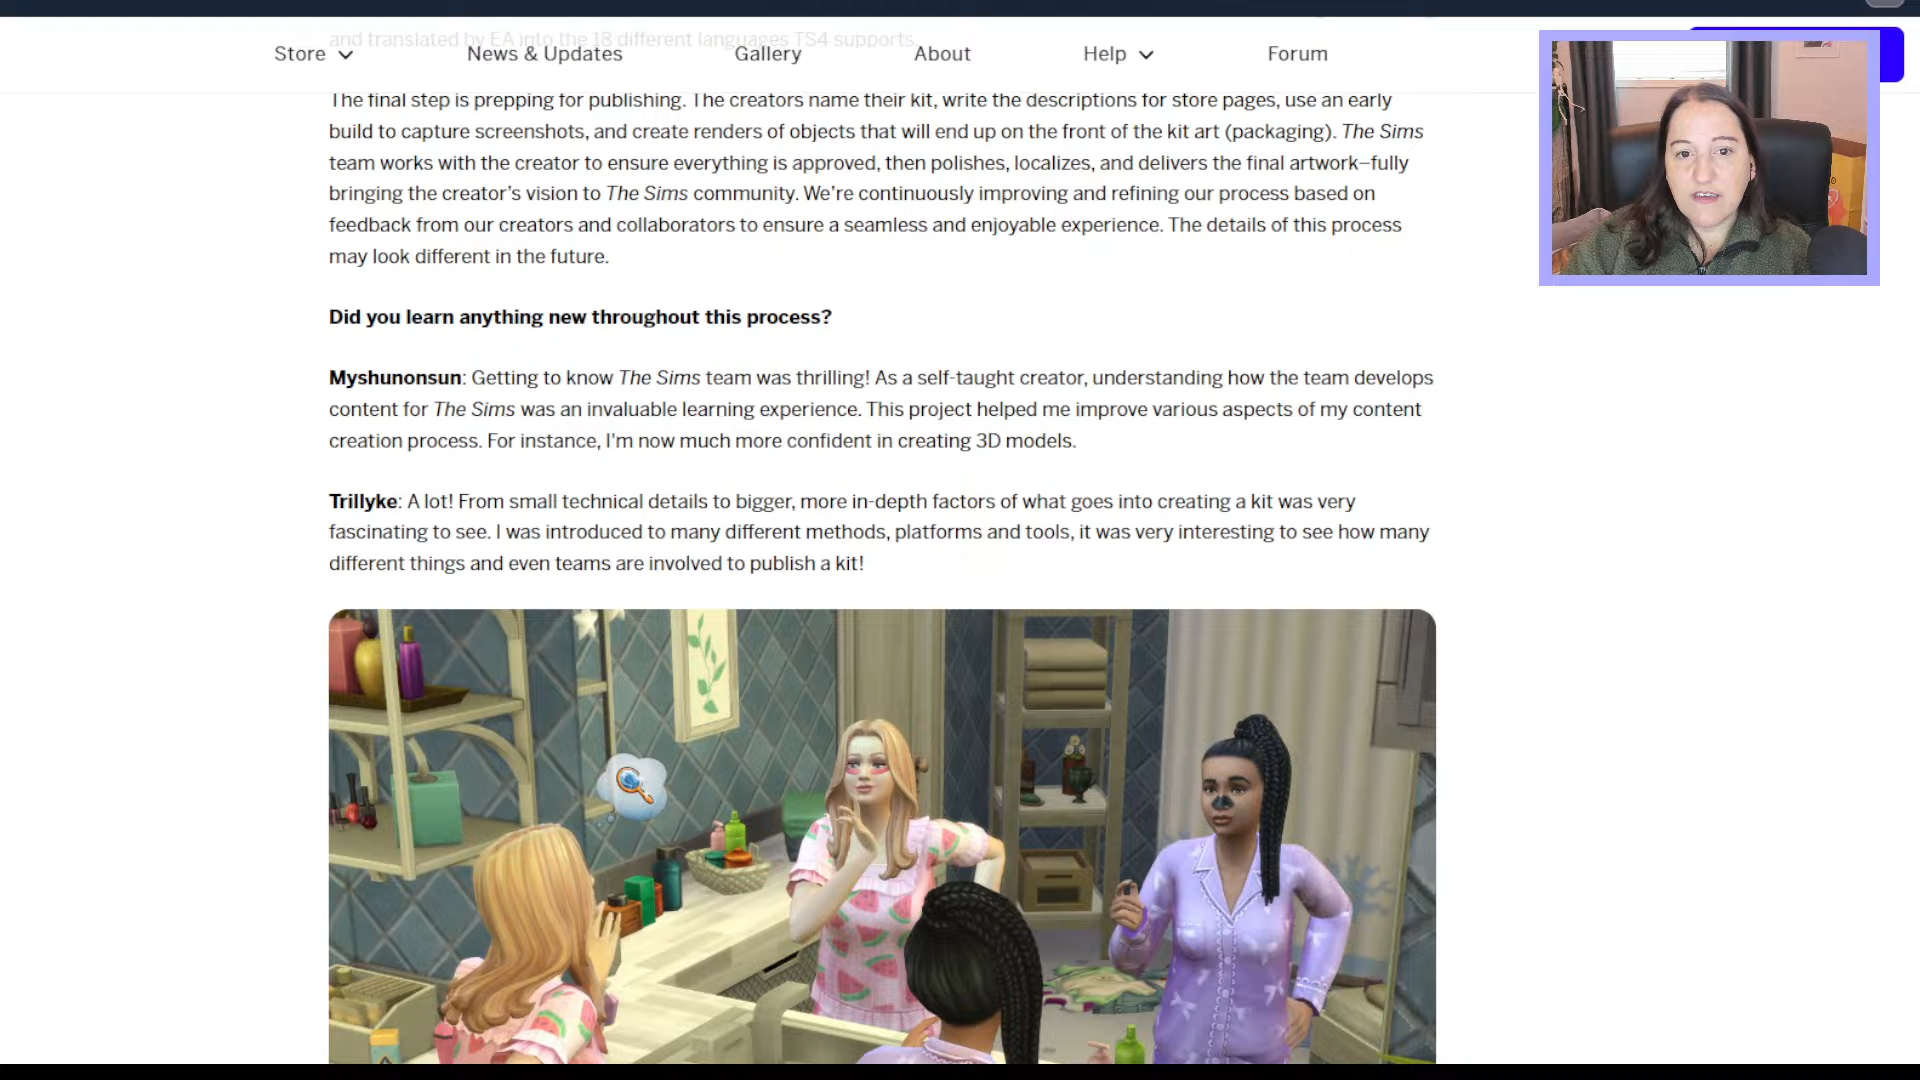 and translated by EA into the 18 different languages TS4 supports.
Store
News & Updates
Gallery
About
Help
Forum
The final step is prepping for publishing. The creators name their kit, write the descriptions for store pages, use an early
build to capture screenshots, and create renders of objects that will end up on the front of the kit art (packaging). The Sims
team works with the creator to ensure everything is approved, then polishes, localizes, and delivers the final artwork–fully
bringing the creator's vision to The Sims community. We're continuously improving and refining our process based on
feedback from our creators and collaborators to ensure a seamless and enjoyable experience. The details of this process
may look different in the future.
Did you learn anything new throughout this process?
Myshunonsun: Getting to know The Sims team was thrilling! As a self-taught creator, understanding how the team develops
content for The Sims was an invaluable learning experience. This project helped me improve various aspects of my content
creation process. For instance, I'm now much more confident in creating 3D models.
Trillyke: A lot! From small technical details to bigger, more in-depth factors of what goes into creating a kit was very
fascinating to see. I was introduced to many different methods, platforms and tools, it was very interesting to see how many
different things and even teams are involved to publish a kit!